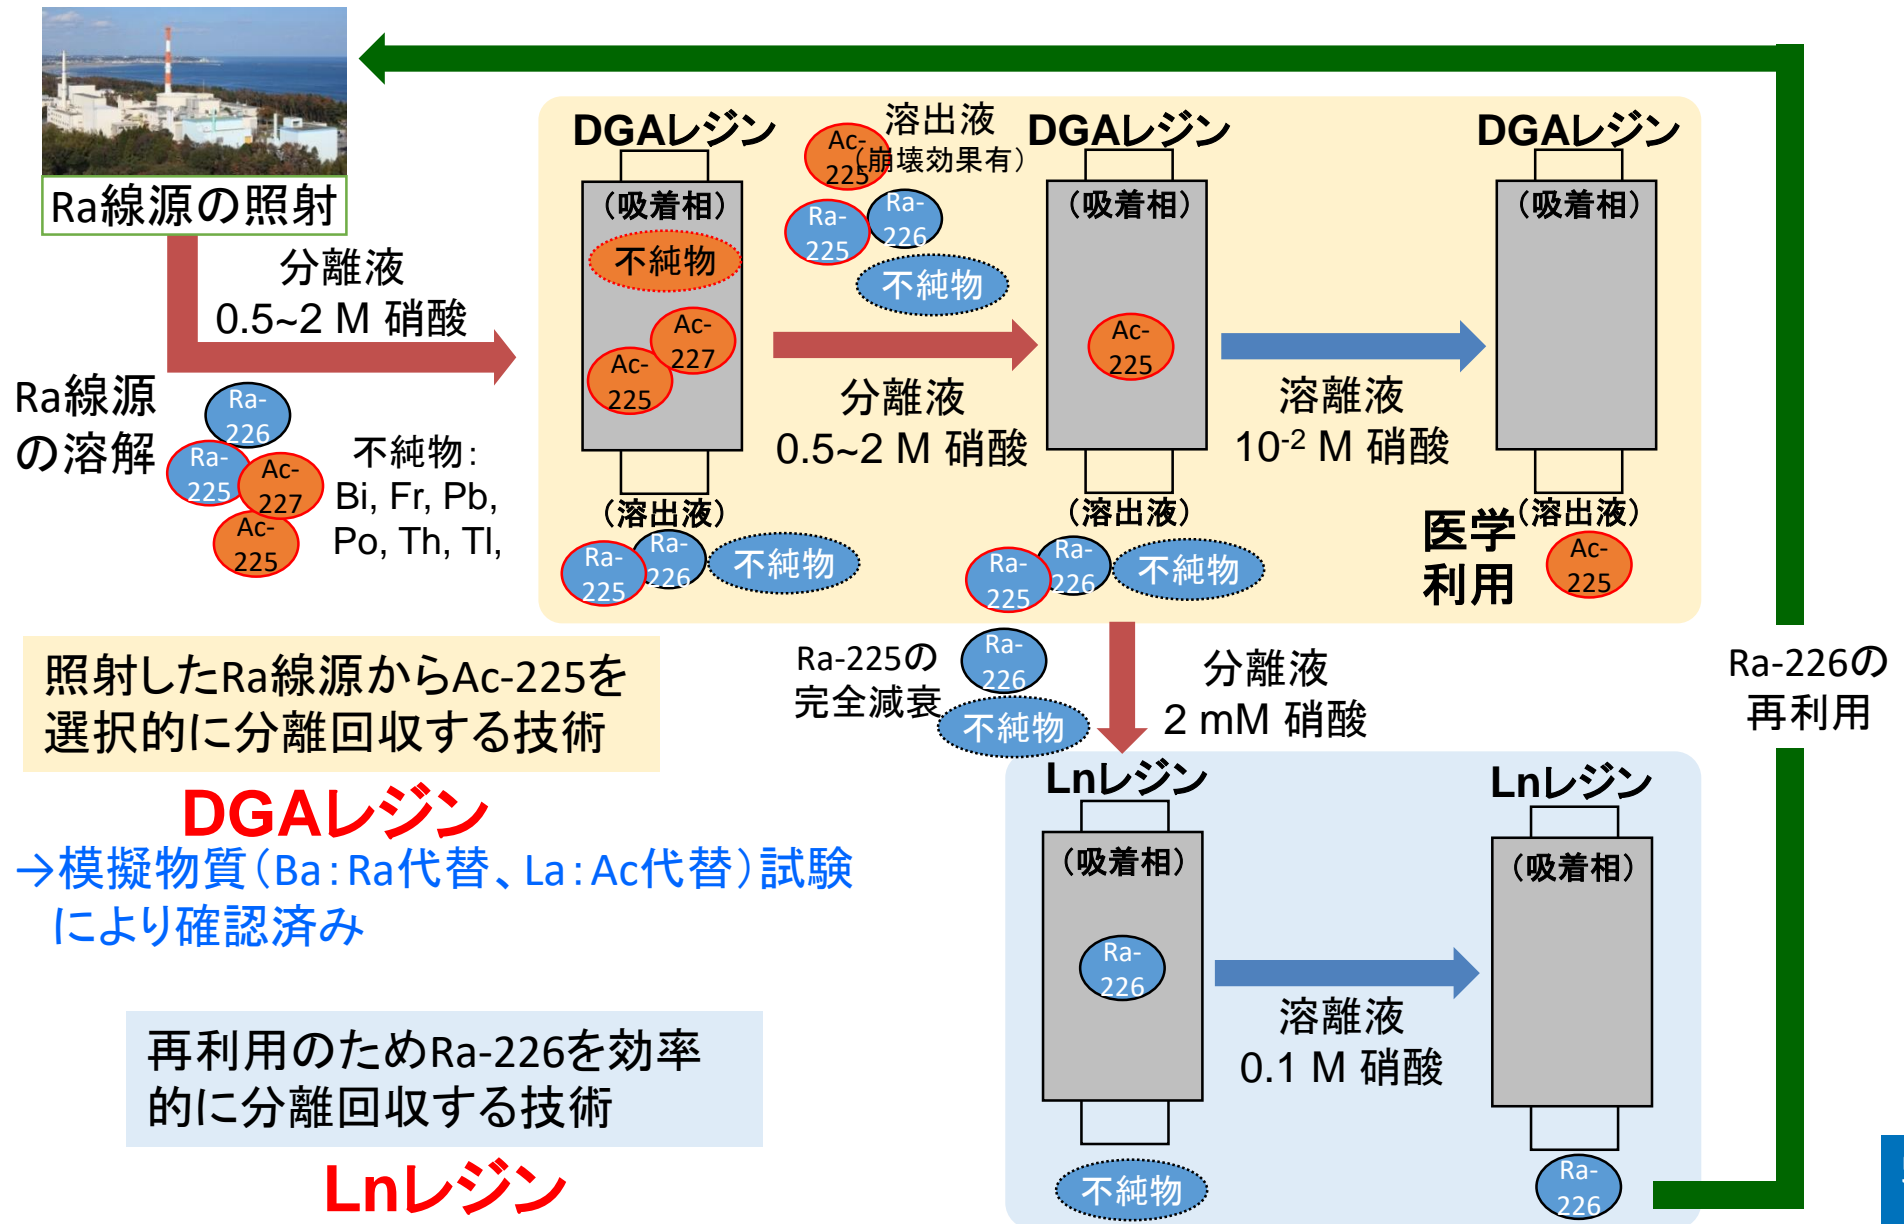 Ra線源の照射
分離液
0.5~2 M 硝酸
Ra線源
の溶解
Ra-
226
Ra-
225
Ac-
227
Ac-
225
不純物：
Bi, Fr, Pb,
Po, Th, Tl,
DGAレジン
（吸着相）
不純物
Ac-
227
Ac-
225
（溶出液）
Ra-
225
Ra-
226
不純物
溶出液
（崩壊効果有）
Ac-
225
Ra-
225
Ra-
226
不純物
分離液
0.5~2 M 硝酸
DGAレジン
（吸着相）
Ac-
225
（溶出液）
Ra-
225
Ra-
226
不純物
溶離液
10-2 M 硝酸
DGAレジン
（吸着相）
（溶出液）
医学
利用
Ac-
225
Ra-225の
完全減衰
Ra-
226
不純物
分離液
2 mM 硝酸
Ra-226の
再利用
照射したRa線源からAc-225を
選択的に分離回収する技術
DGAレジン
→模擬物質（Ba：Ra代替、La：Ac代替）試験
により確認済み
再利用のためRa-226を効率
的に分離回収する技術
Lnレジン
Lnレジン
（吸着相）
Ra-
226
不純物
溶離液
0.1 M 硝酸
Lnレジン
（吸着相）
Ra-
226